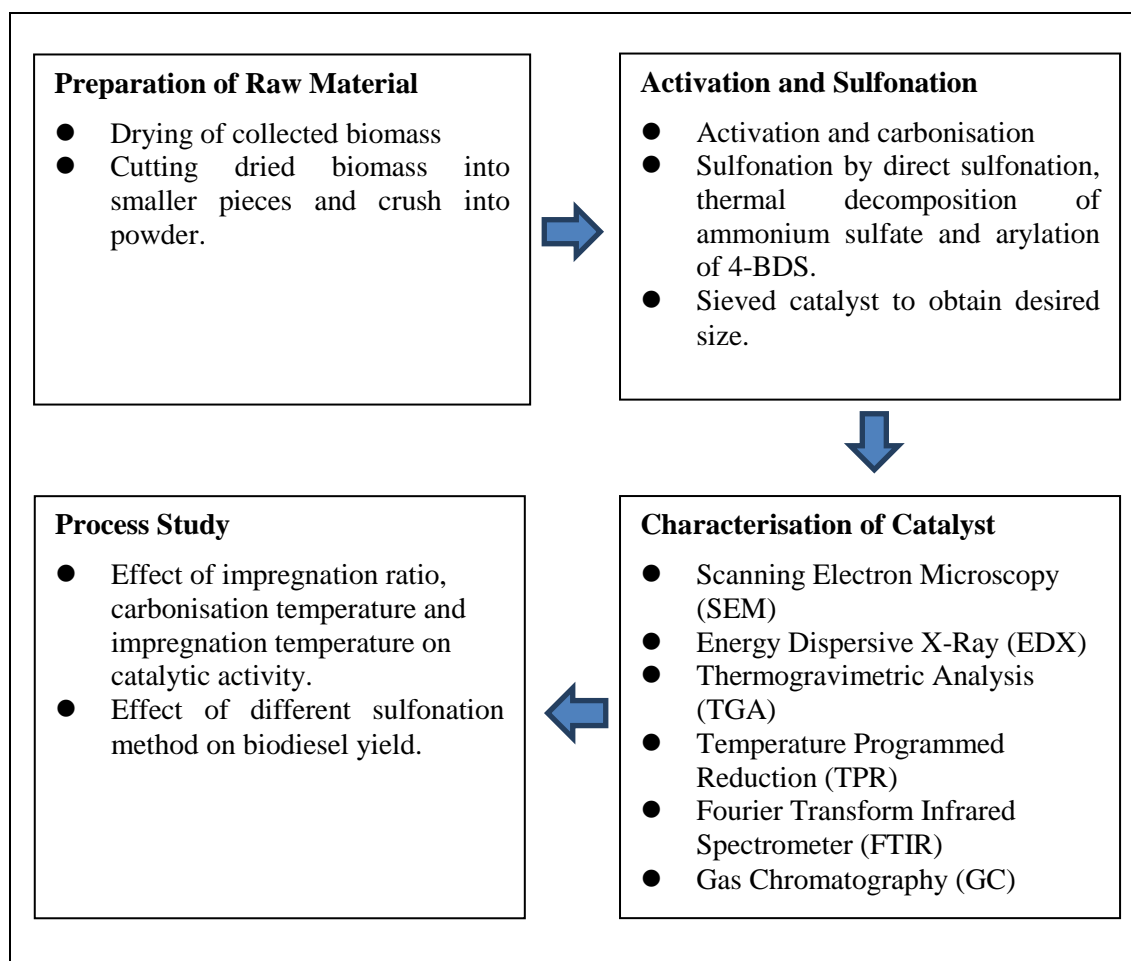 Preparation of Raw Material
● Drying of collected biomass
● Cutting dried biomass into
smaller pieces and crush into
powder.
Activation and Sulfonation
● Activation and carbonisation
● Sulfonation by direct sulfonation,
thermal decomposition of
ammonium sulfate and arylation
of 4-BDS.
● Sieved catalyst to obtain desired
size.
Characterisation of Catalyst
● Scanning Electron Microscopy
(SEM)
● Energy Dispersive X-Ray (EDX)
● Thermogravimetric Analysis
(TGA)
● Temperature Programmed
Reduction (TPR)
● Fourier Transform Infrared
Spectrometer (FTIR)
● Gas Chromatography (GC)
Process Study
● Effect of impregnation ratio,
carbonisation temperature and
impregnation temperature on
catalytic activity.
● Effect of different sulfonation
method on biodiesel yield.